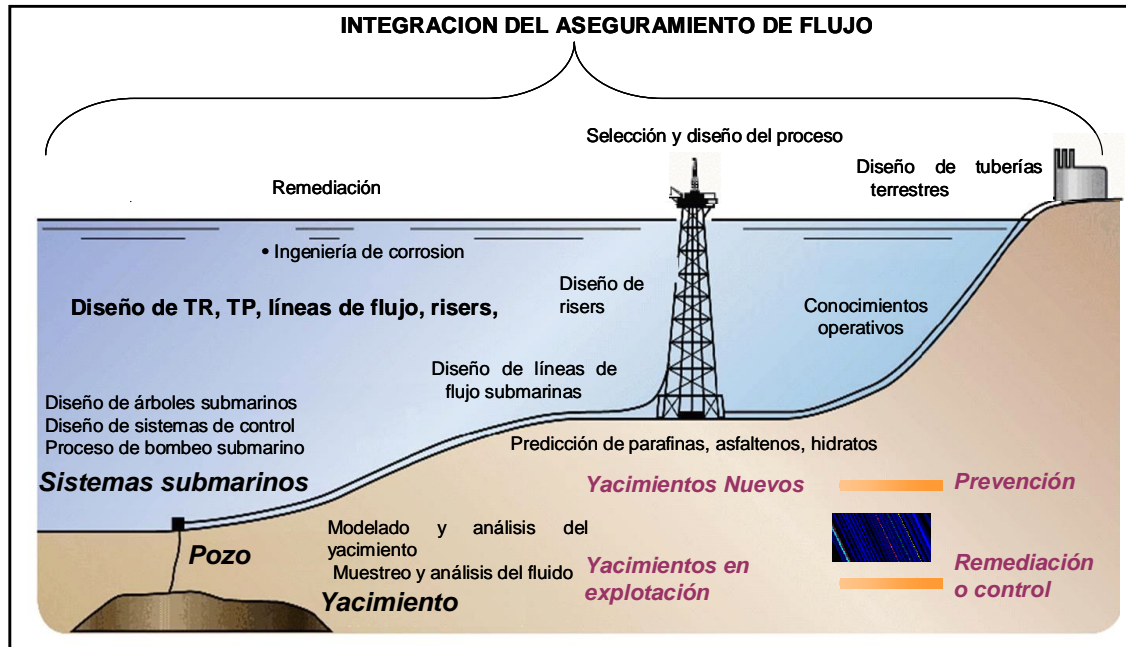 INTEGRACION DEL ASEGURAMIENTO DE FLUJO
Selección y diseño del proceso
Diseño de tuberías
terrestres
Remediación
• Ingeniería de corrosion
Diseño de TR, TP, líneas de flujo, risers,
Diseño de
risers
Conocimientos
operativos
Diseño de líneas de
flujo submarinas
Diseño de árboles submarinos
Diseño de sistemas de control
Proceso de bombeo submarino
Sistemas submarinos
Predicción de parafinas, asfaltenos, hidratos
Yacimientos Nuevos
Prevención
Pozo
Modelado y análisis del
yacimiento
Muestreo y análisis del fluido
Yacimiento
Yacimientos en
explotación
Remediación
o control